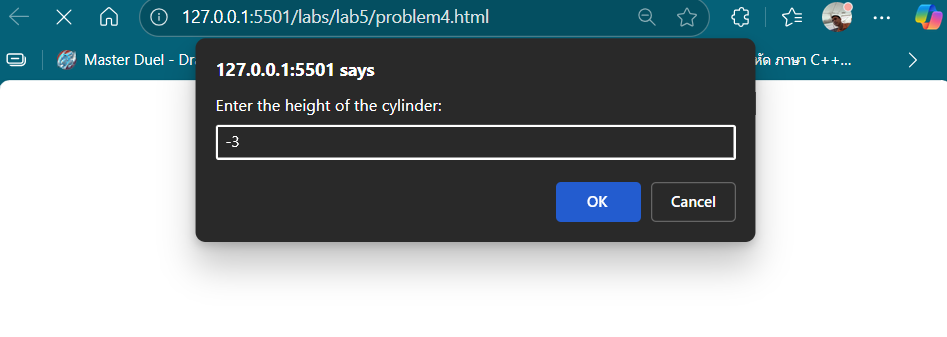 127.0.0.1:5501/labs/lab5/problem4.html
Master Duel - Dra
หัด ภาษา C++...
127.0.0.1:5501 says
Enter the height of the cylinder:
-3
OK
Cancel